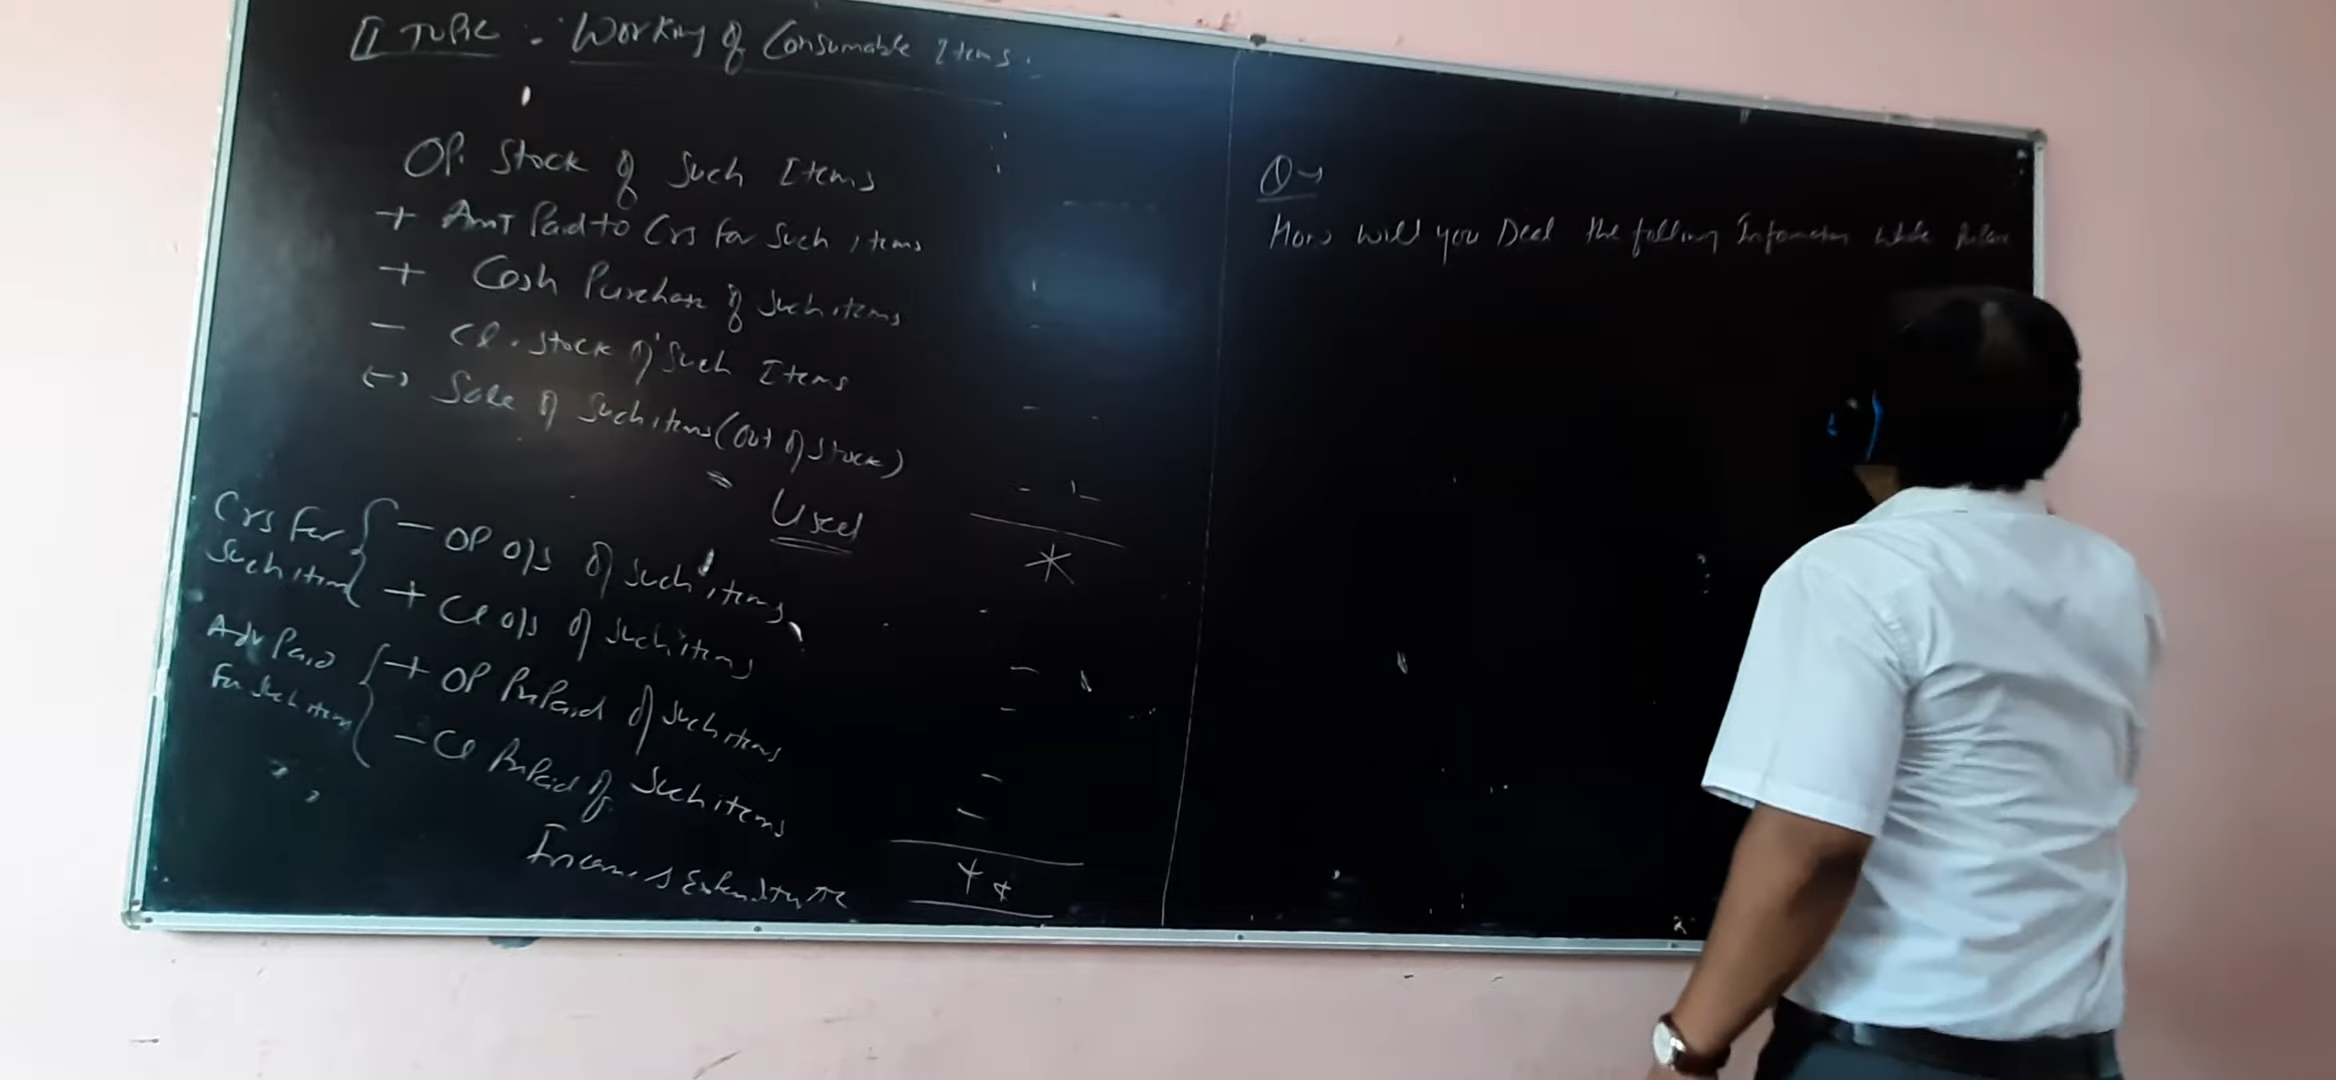 II TOPIC :- Working of Consumable Items.
OP. Stock of Such Items
+ Amt Paid to Crs for Such items
+ Cash Purchase of such items
- Cl. Stock of Such Items
(-) Sale of Such items (Out of Stock)
= Used
*
Crs For Such item { - OP O/s of Such items
+ Cl O/s of Such items
Adv Paid For Such items { + OP PrePaid of Such items
- Cl PrePaid of Such items
Income & Expenditure
Q→
How will you Deal the following Information while